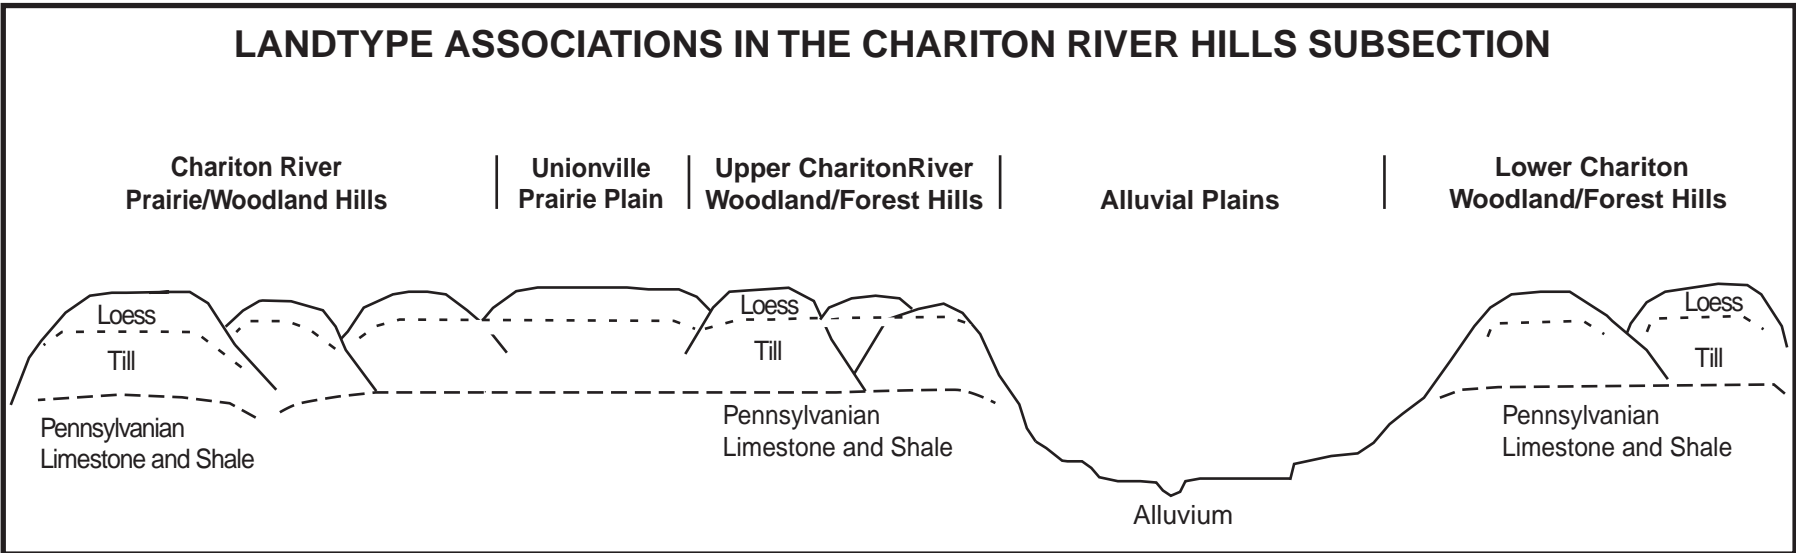 LANDTYPE ASSOCIATIONS IN THE CHARITON RIVER HILLS SUBSECTION
Chariton River
Prairie/Woodland Hills
Unionville
Prairie Plain
Upper CharitonRiver
Woodland/Forest Hills
Alluvial Plains
Lower Chariton
Woodland/Forest Hills
Loess
Till
Pennsylvanian
Limestone and Shale
Loess
Till
Pennsylvanian
Limestone and Shale
Alluvium
Loess
Till
Pennsylvanian
Limestone and Shale